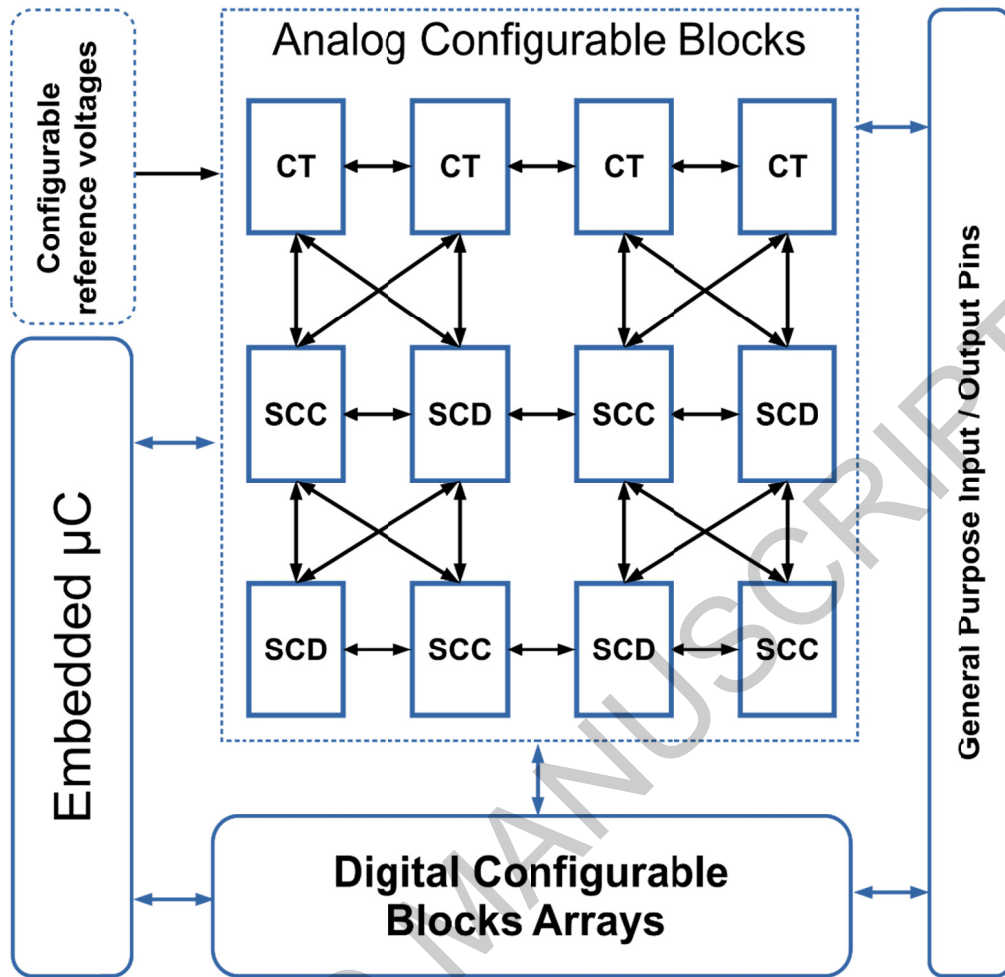 Analog Configurable Blocks
Configurable
reference voltages
CT CT CT CT
SCC SCD SCC SCD
SCD SCC SCD SCC
Embedded µC
General Purpose Input / Output Pins
Digital Configurable
Blocks Arrays
MANUSCRIPT